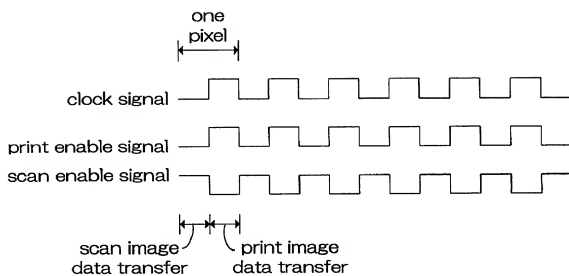 one
pixel
clock signal
print enable signal
scan enable signal
scan image
data transfer
print image
data transfer